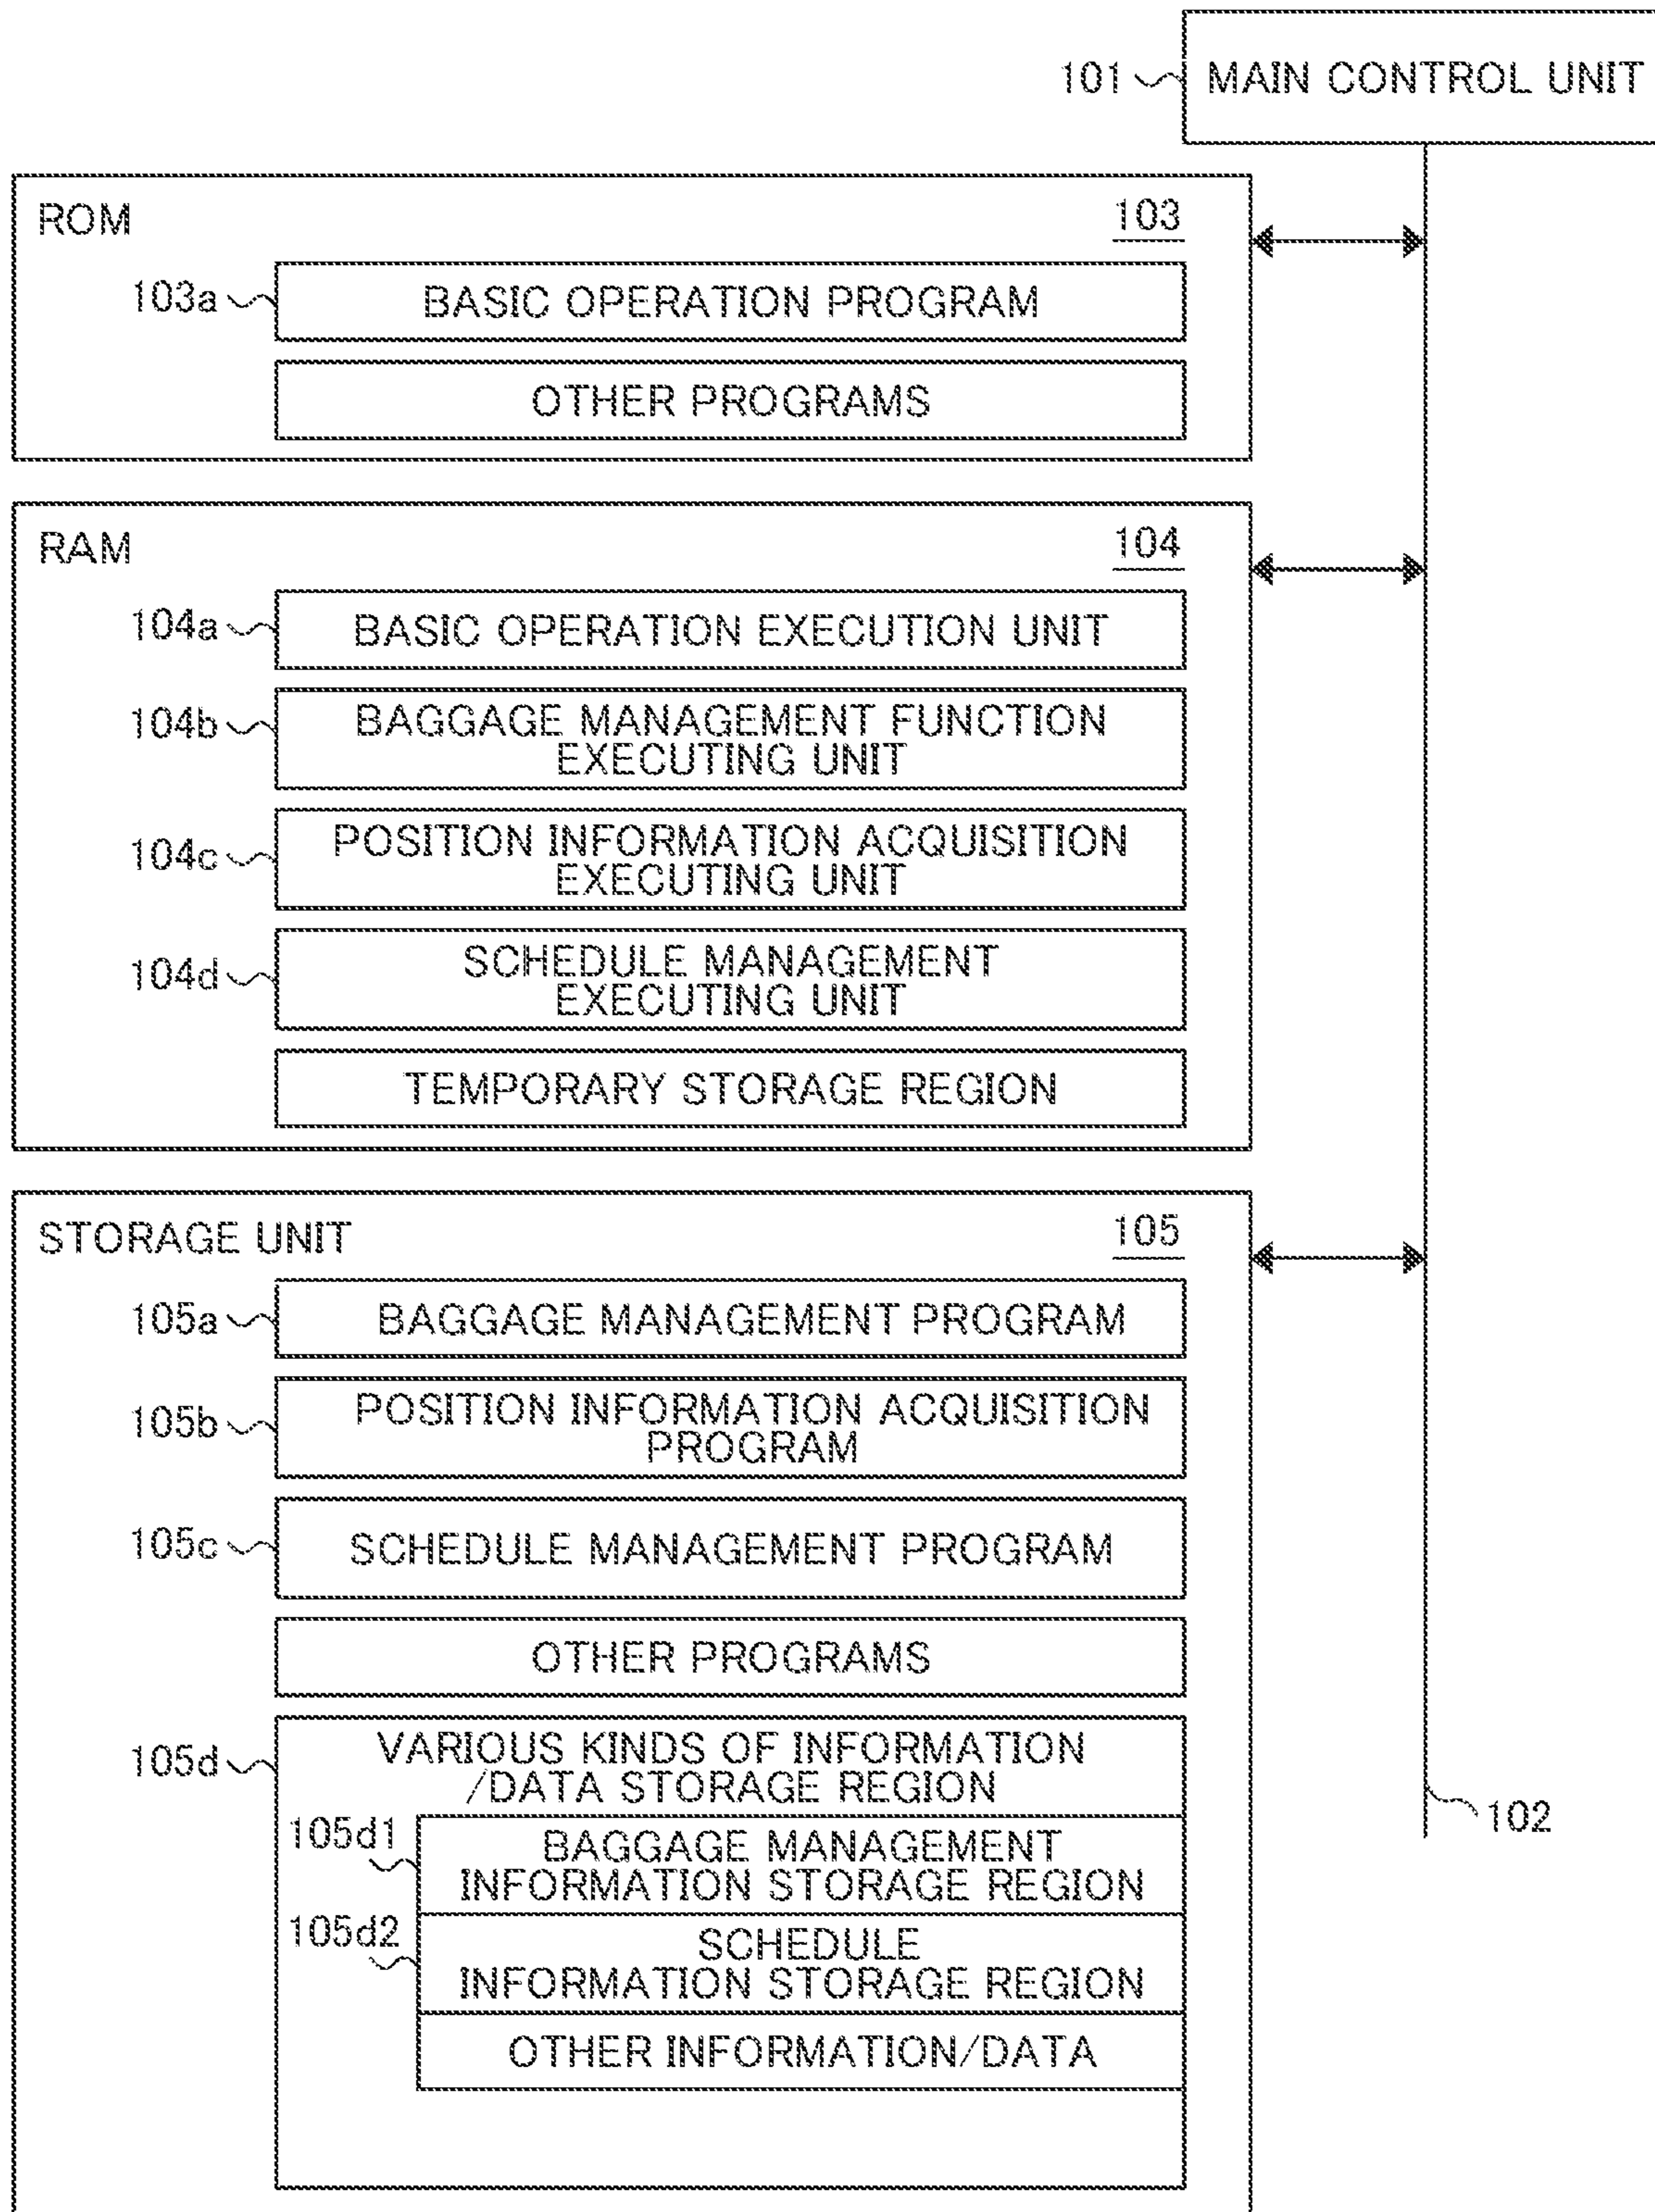 101 MAIN CONTROL UNIT
ROM 103
103a BASIC OPERATION PROGRAM
OTHER PROGRAMS
RAM 104
104a BASIC OPERATION EXECUTION UNIT
104b BAGGAGE MANAGEMENT FUNCTION
EXECUTING UNIT
104c POSITION INFORMATION ACQUISITION
EXECUTING UNIT
104d SCHEDULE MANAGEMENT
EXECUTING UNIT
TEMPORARY STORAGE REGION
STORAGE UNIT 105
105a BAGGAGE MANAGEMENT PROGRAM
105b POSITION INFORMATION ACQUISITION
PROGRAM
105c SCHEDULE MANAGEMENT PROGRAM
OTHER PROGRAMS
105d VARIOUS KINDS OF INFORMATION
/DATA STORAGE REGION
105d1 BAGGAGE MANAGEMENT
INFORMATION STORAGE REGION
105d2 SCHEDULE
INFORMATION STORAGE REGION
OTHER INFORMATION/DATA
102